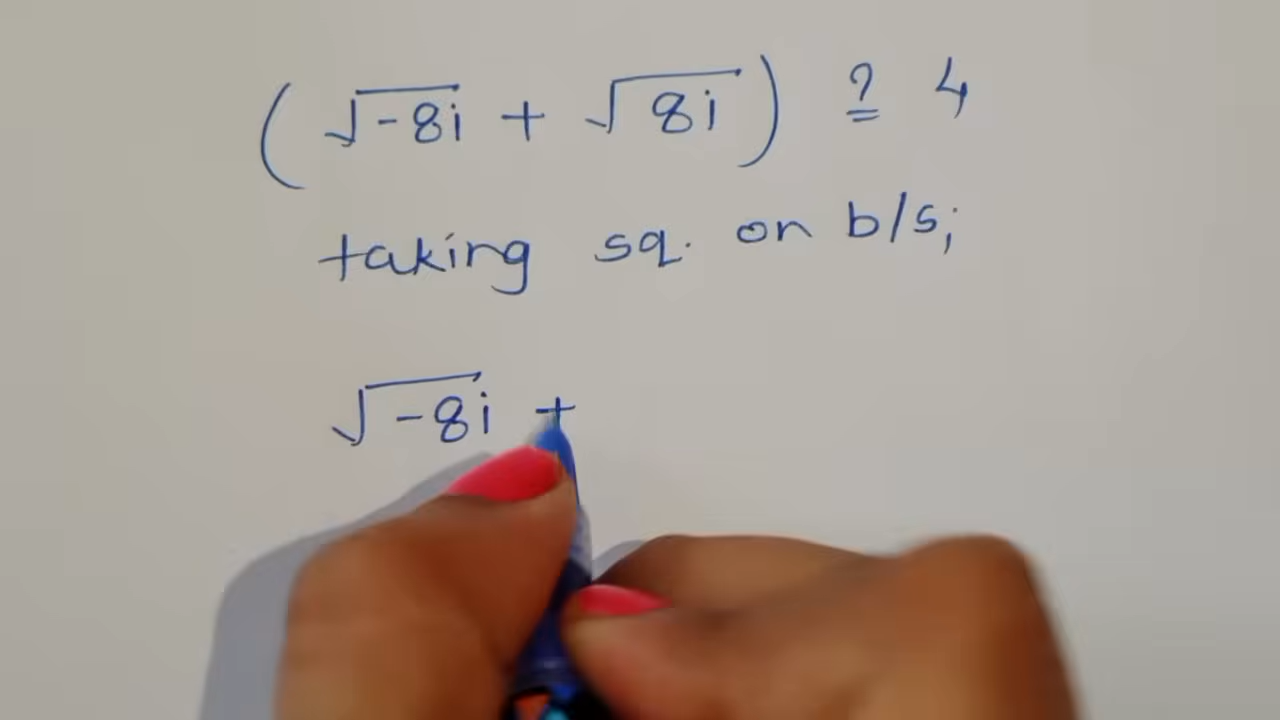 (√-8i + √8i) ≟ 4
taking sq. on b/s;
√-8i +